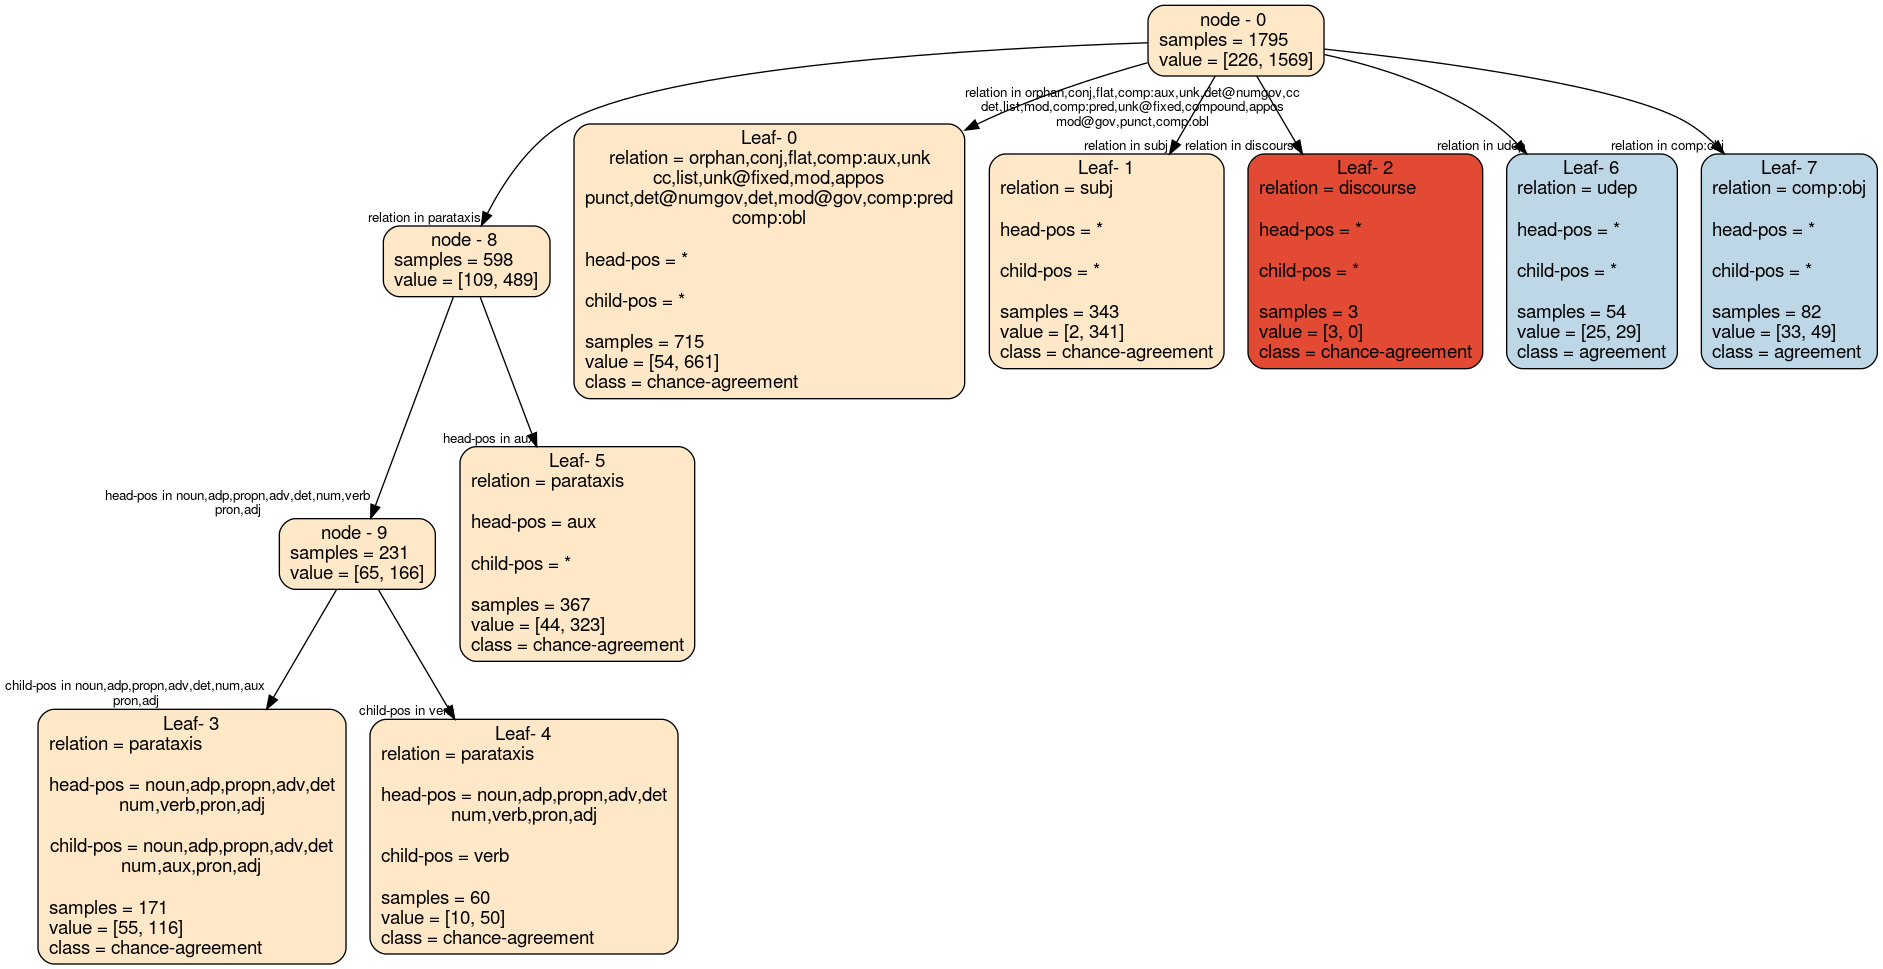 node - 0
samples = 1795
value = [226, 1569]
relation in orphan,conj,flat,comp:aux,unk,det@numgov,cc
det,list,mod,comp:pred,unk@fixed,compound,appos
mod@gov,punct,comp:obl
relation in subj
relation in discourse
relation in udep
relation in comp:obj
relation in parataxis
Leaf- 0
relation = orphan,conj,flat,comp:aux,unk
cc,list,unk@fixed,mod,appos
punct,det@numgov,det,mod@gov,comp:pred
comp:obl
head-pos = *
child-pos = *
samples = 715
value = [54, 661]
class = chance-agreement
Leaf- 1
relation = subj
head-pos = *
child-pos = *
samples = 343
value = [2, 341]
class = chance-agreement
Leaf- 2
relation = discourse
head-pos = *
child-pos = *
samples = 3
value = [3, 0]
class = chance-agreement
Leaf- 6
relation = udep
head-pos = *
child-pos = *
samples = 54
value = [25, 29]
class = agreement
Leaf- 7
relation = comp:obj
head-pos = *
child-pos = *
samples = 82
value = [33, 49]
class = agreement
node - 8
samples = 598
value = [109, 489]
head-pos in aux
Leaf- 5
relation = parataxis
head-pos = aux
child-pos = *
samples = 367
value = [44, 323]
class = chance-agreement
head-pos in noun,adp,propn,adv,det,num,verb
pron,adj
node - 9
samples = 231
value = [65, 166]
child-pos in noun,adp,propn,adv,det,num,aux
pron,adj
child-pos in verb
Leaf- 3
relation = parataxis
head-pos = noun,adp,propn,adv,det
num,verb,pron,adj
child-pos = noun,adp,propn,adv,det
num,aux,pron,adj
samples = 171
value = [55, 116]
class = chance-agreement
Leaf- 4
relation = parataxis
head-pos = noun,adp,propn,adv,det
num,verb,pron,adj
child-pos = verb
samples = 60
value = [10, 50]
class = chance-agreement